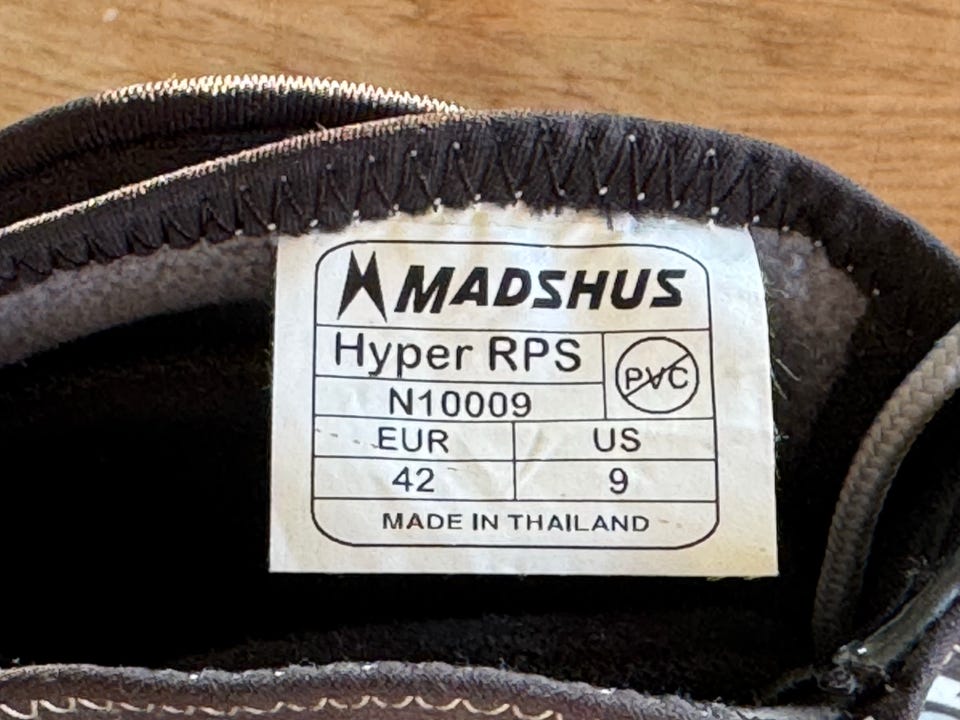 MADSHUS
Hyper RPS
PVC
N10009
EUR US
42 9
MADE IN THAILAND